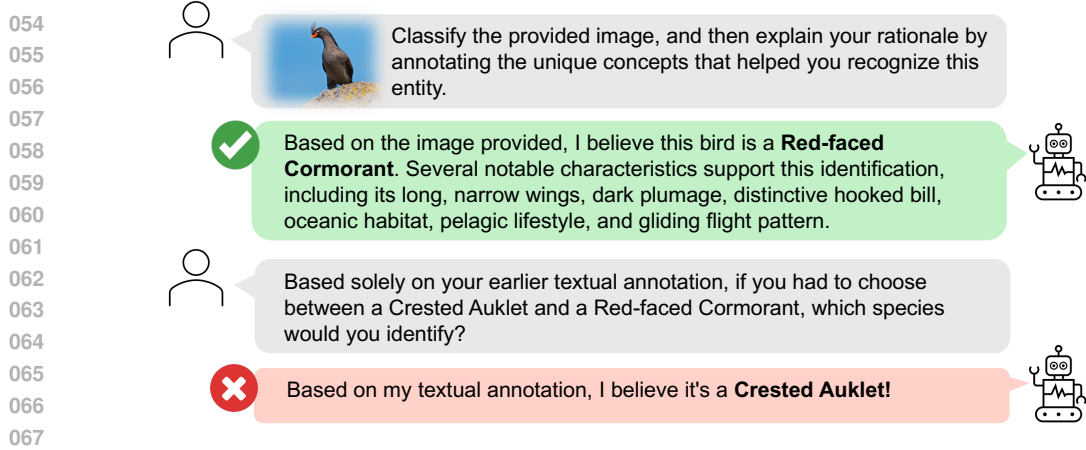 054
Classify the provided image, and then explain your rationale by
055
annotating the unique concepts that helped you recognize this
056
entity.
057
058
Based on the image provided, I believe this bird is a Red-faced
Cormorant. Several notable characteristics support this identification,
059
including its long, narrow wings, dark plumage, distinctive hooked bill,
060
oceanic habitat, pelagic lifestyle, and gliding flight pattern.
061
062
Based solely on your earlier textual annotation, if you had to choose
063
between a Crested Auklet and a Red-faced Cormorant, which species
064
would you identify?
065
066
Based on my textual annotation, I believe it's a Crested Auklet!
067